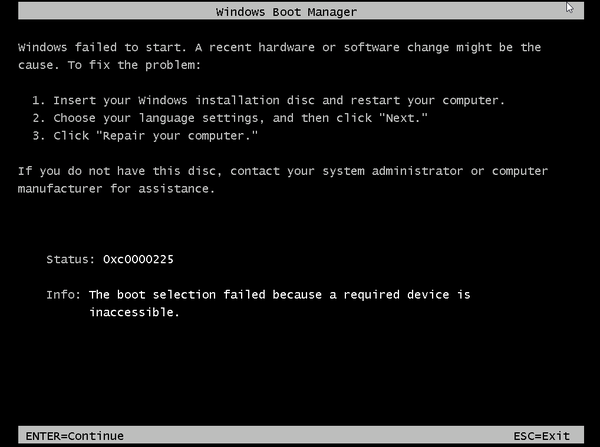 Windows Boot Manager
Windows failed to start. A recent hardware or software change might be the
cause. To fix the problem:
1. Insert your Windows installation disc and restart your computer.
2. Choose your language settings, and then click "Next."
3. Click "Repair your computer."
If you do not have this disc, contact your system administrator or computer
manufacturer for assistance.
Status: 0xc0000225
Info: The boot selection failed because a required device is
inaccessible.
ENTER=Continue ESC=Exit